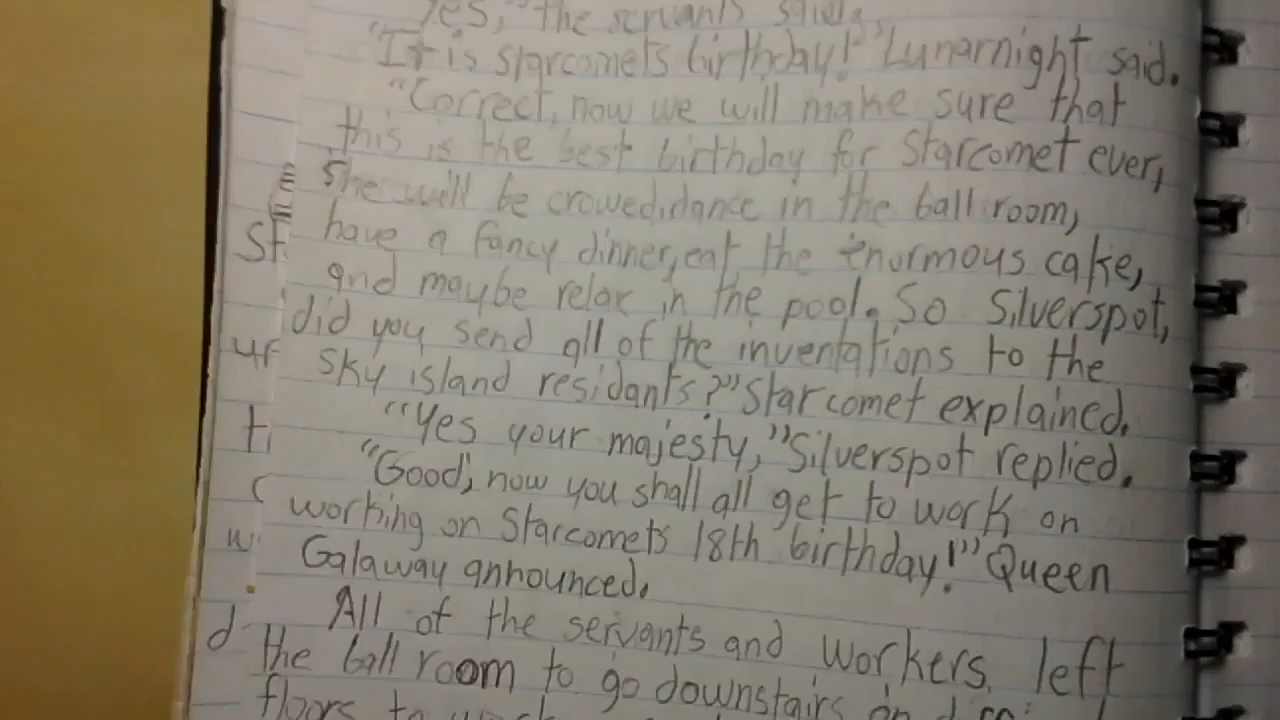 Yes," the servants said.
"It is starcomets birthday!" Lunarnight said.
"Correct, now we will make sure that
this is the best birthday for Starcomet ever,
She will be crowed, dance in the ball room,
St have a fancy dinner, eat the enormous cake,
and maybe relax in the pool. So Silverspot,
did you send all of the inventations to the
sky island residants?" Starcomet explained.
"Yes your majesty," Silverspot replied.
"Good, now you shall all get to work on
working on Starcomets 18th birthday!" Queen
w Galaway announced.
All of the servants and workers left
d the ball room to go downstairs
floors to